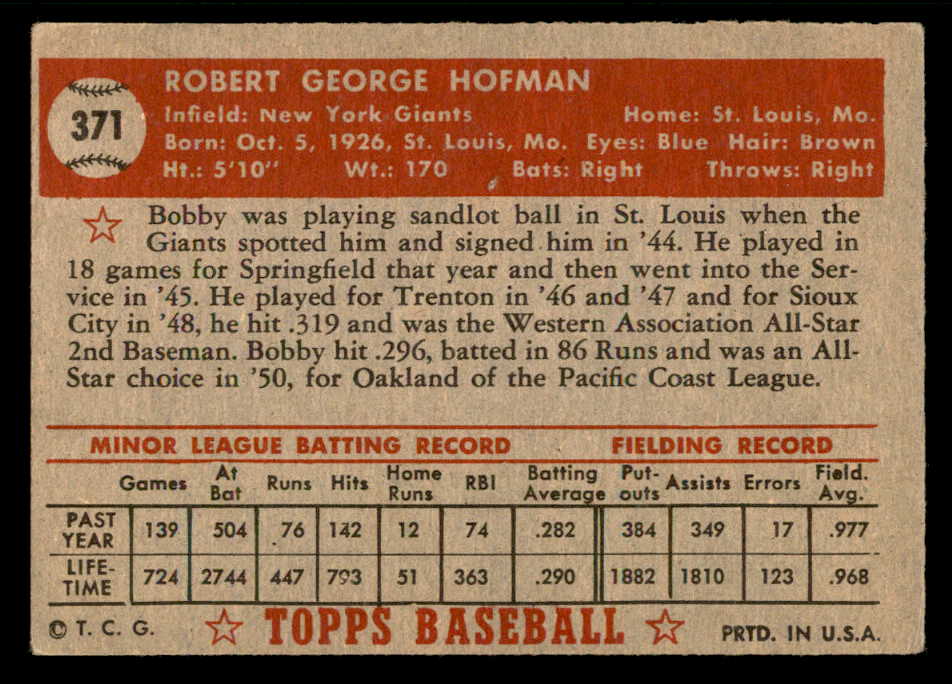 371
ROBERT GEORGE HOFMAN
Infield: New York Giants Home: St. Louis, Mo.
Born: Oct. 5, 1926, St. Louis, Mo. Eyes: Blue Hair: Brown
Ht.: 5'10" Wt.: 170 Bats: Right Throws: Right
Bobby was playing sandlot ball in St. Louis when the
Giants spotted him and signed him in '44. He played in
18 games for Springfield that year and then went into the Ser-
vice in '45. He played for Trenton in '46 and '47 and for Sioux
City in '48, he hit .319 and was the Western Association All-Star
2nd Baseman. Bobby hit .296, batted in 86 Runs and was an All-
Star choice in '50, for Oakland of the Pacific Coast League.
MINOR LEAGUE BATTING RECORD FIELDING RECORD
Games At Bat Runs Hits Home Runs RBI Batting Average Put-outs Assists Errors Field. Avg.
PAST YEAR 139 504 76 142 12 74 .282 384 349 17 .977
LIFE-TIME 724 2744 447 793 51 363 .290 1882 1810 123 .968
© T. C. G. TOPPS BASEBALL PRTD. IN U.S.A.